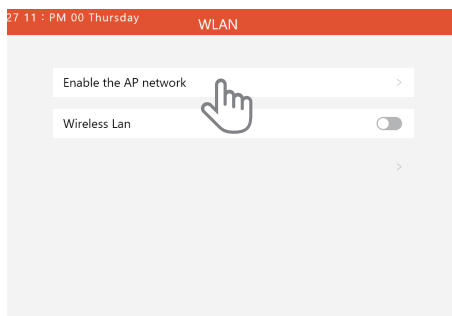 27 11 : PM 00 Thursday
WLAN
Enable the AP network
Wireless Lan